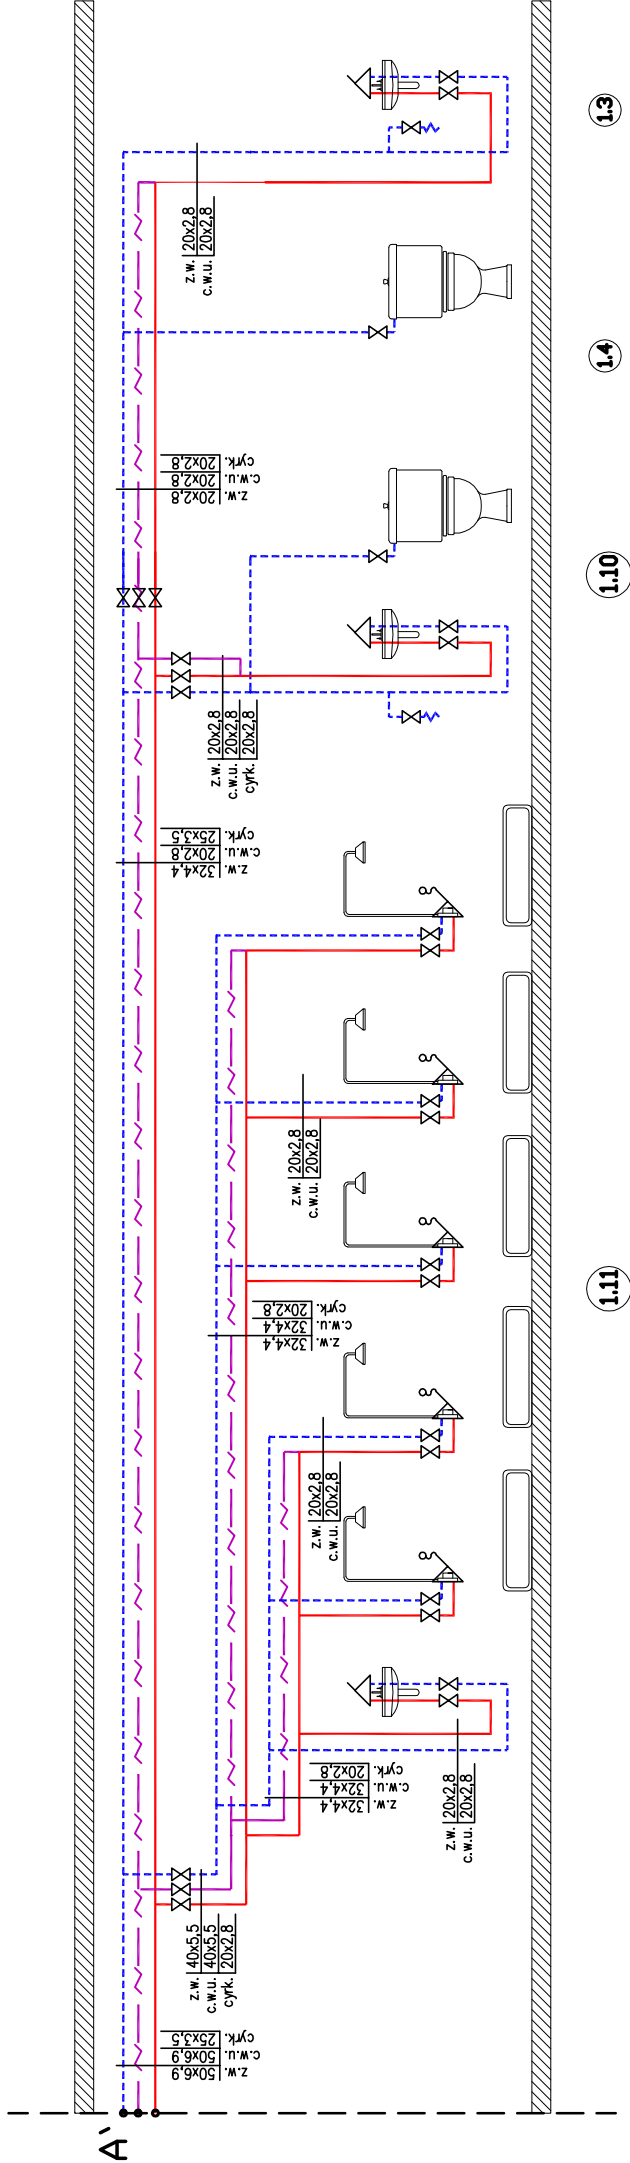 1.3
z.w. 20x2,8
c.w.u. 20x2,8
1.4
z.w. 20x2,8
c.w.u. 20x2,8
cyrk. 20x2,8
1.10
z.w. 20x2,8
c.w.u. 20x2,8
cyrk. 20x2,8
z.w. 32x4,4
c.w.u. 20x2,8
cyrk. 25x3,5
z.w. 20x2,8
c.w.u. 20x2,8
1.11
z.w. 32x4,4
c.w.u. 32x4,4
cyrk. 20x2,8
z.w. 20x2,8
c.w.u. 20x2,8
z.w. 32x4,4
c.w.u. 32x4,4
cyrk. 20x2,8
z.w. 20x2,8
c.w.u. 20x2,8
z.w. 40x5,5
c.w.u. 40x5,5
cyrk. 20x2,8
z.w. 50x6,9
c.w.u. 50x6,9
cyrk. 25x3,5
A`